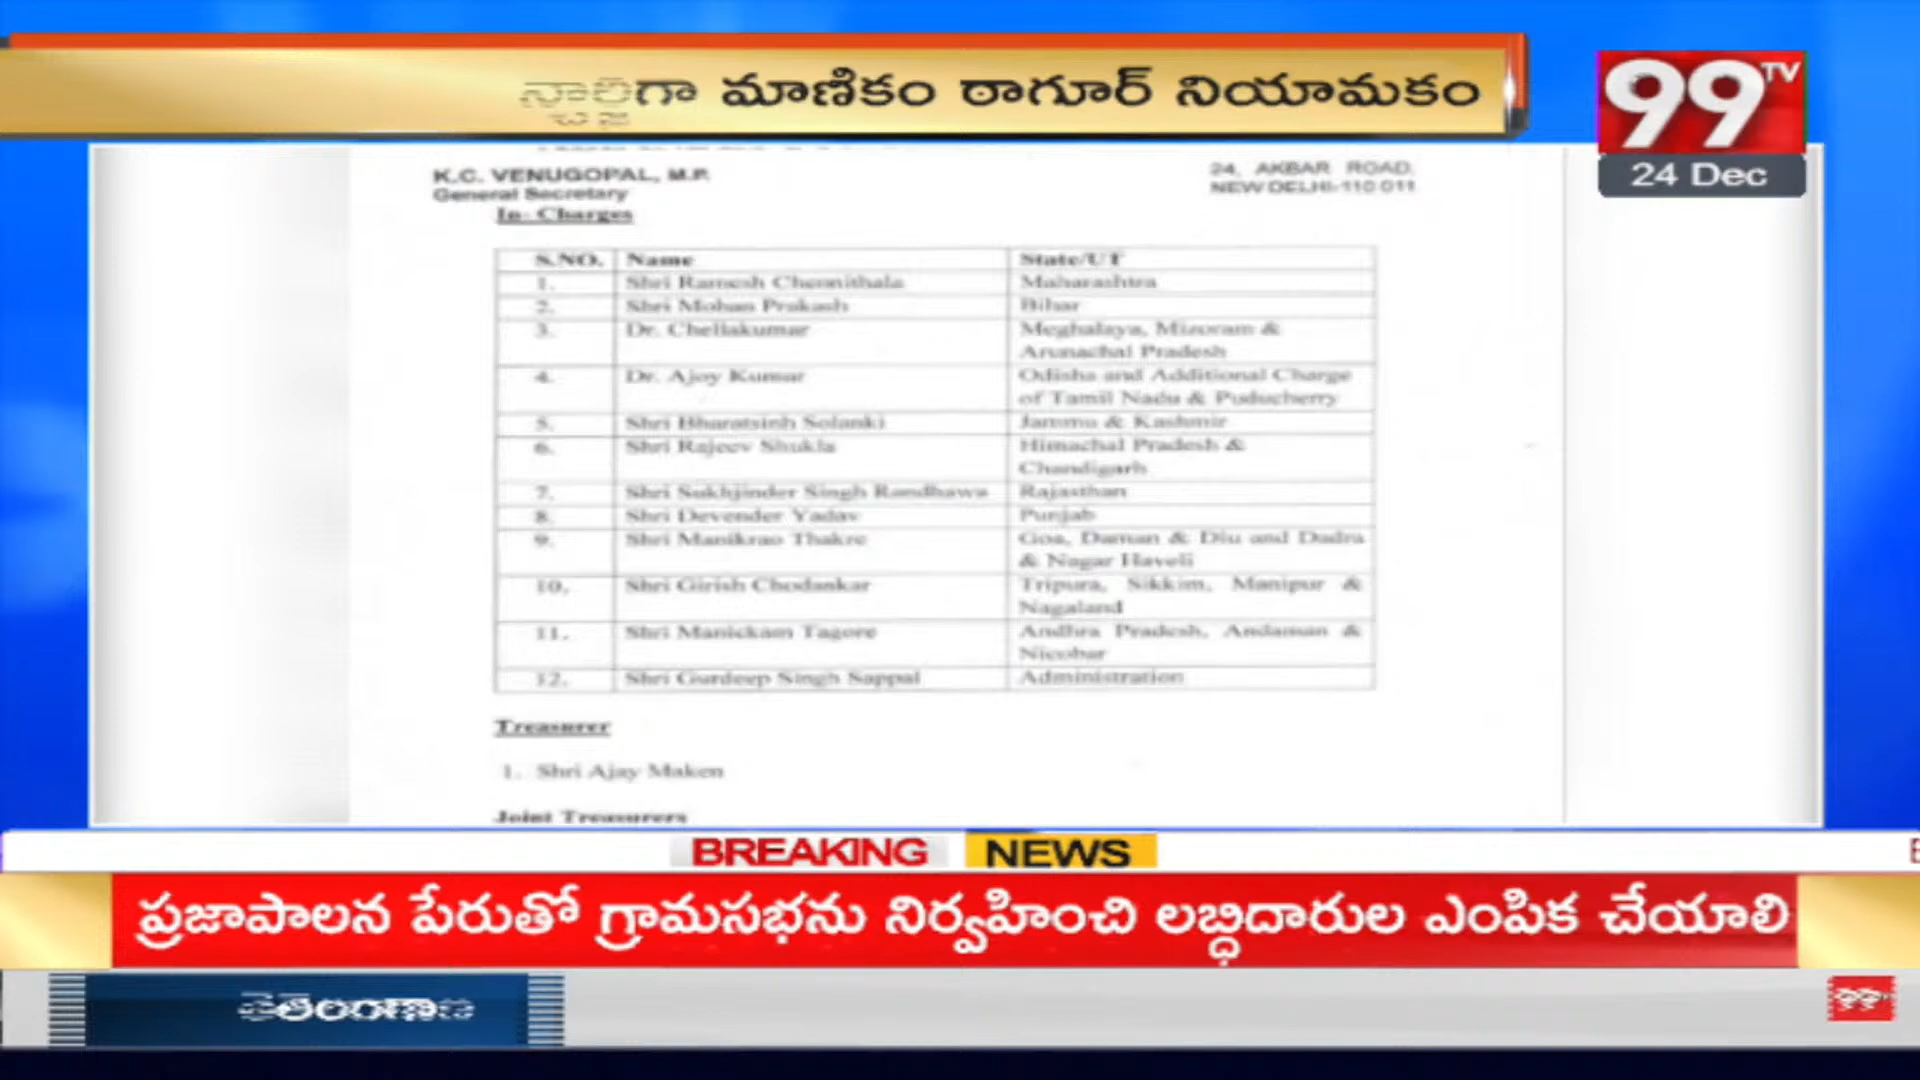 గా మాణికం ఠాగూర్ నియామకం
99 TV
24 Dec
K.C. VENUGOPAL, M.P.
General Secretary
24, AKBAR ROAD,
NEW DELHI-110 011
In- Charges
S.NO. Name State/UT
1. Shri Ramesh Chennithala Maharashtra
2. Shri Mohan Prakash Bihar
3. Dr. Chellakumar Meghalaya, Mizoram &
Arunachal Pradesh
4. Dr. Ajoy Kumar Odisha and Additional Charge
of Tamil Nadu & Puducherry
5. Shri Bharatsinh Solanki Jammu & Kashmir
6. Shri Rajeev Shukla Himachal Pradesh &
Chandigarh
7. Shri Sukhjinder Singh Randhawa Rajasthan
8. Shri Devender Yadav Punjab
9. Shri Manikrao Thakre Goa, Daman & Diu and Dadra
& Nagar Haveli
10. Shri Girish Chodankar Tripura, Sikkim, Manipur &
Nagaland
11. Shri Manickam Tagore Andhra Pradesh, Andaman &
Nicobar
12. Shri Gurdeep Singh Sappal Administration
Treasurer
1. Shri Ajay Maken
Joint Treasurers
BREAKING NEWS
ప్రజాపాలన పేరుతో గ్రామసభను నిర్వహించి లబ్ధిదారుల ఎంపిక చేయాలి
తెలంగాణ